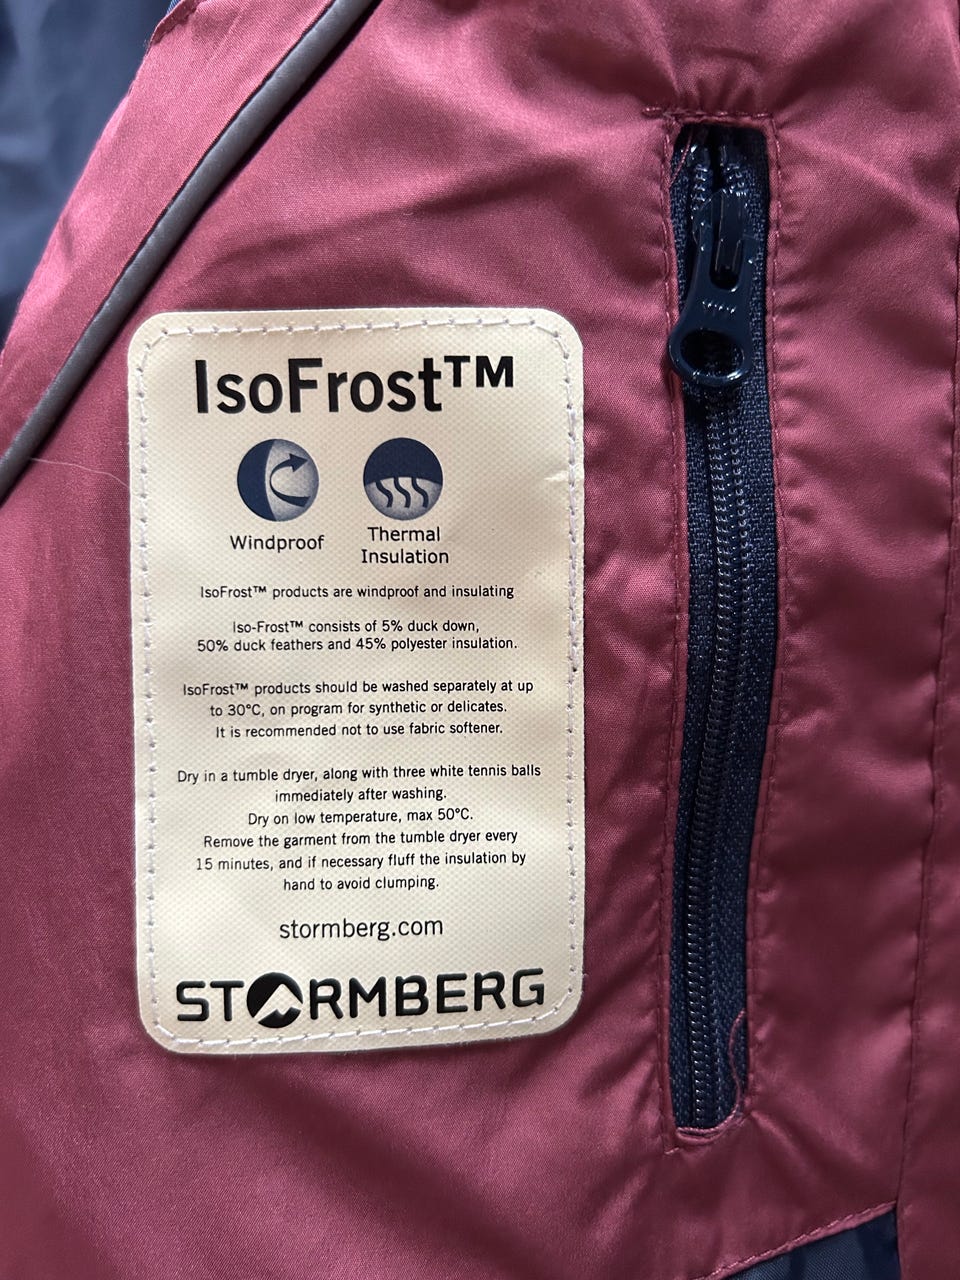 IsoFrost™
Windproof
Thermal
Insulation
IsoFrost™ products are windproof and insulating
Iso-Frost™ consists of 5% duck down,
50% duck feathers and 45% polyester insulation.
IsoFrost™ products should be washed separately at up
to 30°C, on program for synthetic or delicates.
It is recommended not to use fabric softener.
Dry in a tumble dryer, along with three white tennis balls
immediately after washing.
Dry on low temperature, max 50°C.
Remove the garment from the tumble dryer every
15 minutes, and if necessary fluff the insulation by
hand to avoid clumping.
stormberg.com
STORMBERG